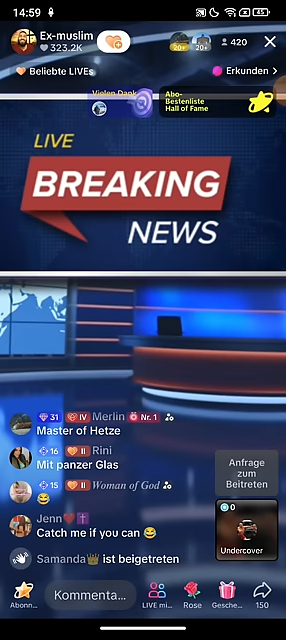 14:59
45
Ex-muslim
323.2K
20+
20+
420
Beliebte LIVEs
Erkunden
Vielen Dank
Abo-
Bestenliste
Hall of Fame
LIVE
BREAKING
NEWS
31 IV Merlin Nr. 1
Master of Hetze
16 II Rini
Mit panzer Glas
15 II Woman of God
😂
Jenn❤️✝️
Catch me if you can 😂
Samanda👑 ist beigetreten
Anfrage
zum
Beitreten
0
Undercover
Abonn...
Kommenta...
LIVE mi...
Rose
Gesche...
150